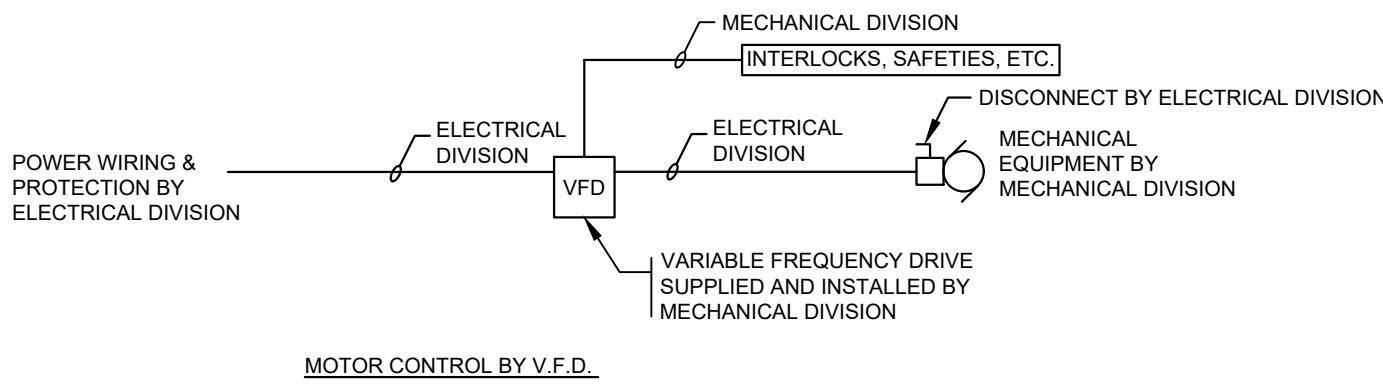 MECHANICAL DIVISION
INTERLOCKS, SAFETIES, ETC.
DISCONNECT BY ELECTRICAL DIVISION
ELECTRICAL
DIVISION
ELECTRICAL
DIVISION
MECHANICAL
EQUIPMENT BY
MECHANICAL DIVISION
POWER WIRING &
PROTECTION BY
ELECTRICAL DIVISION
VFD
VARIABLE FREQUENCY DRIVE
SUPPLIED AND INSTALLED BY
MECHANICAL DIVISION
MOTOR CONTROL BY V.F.D.